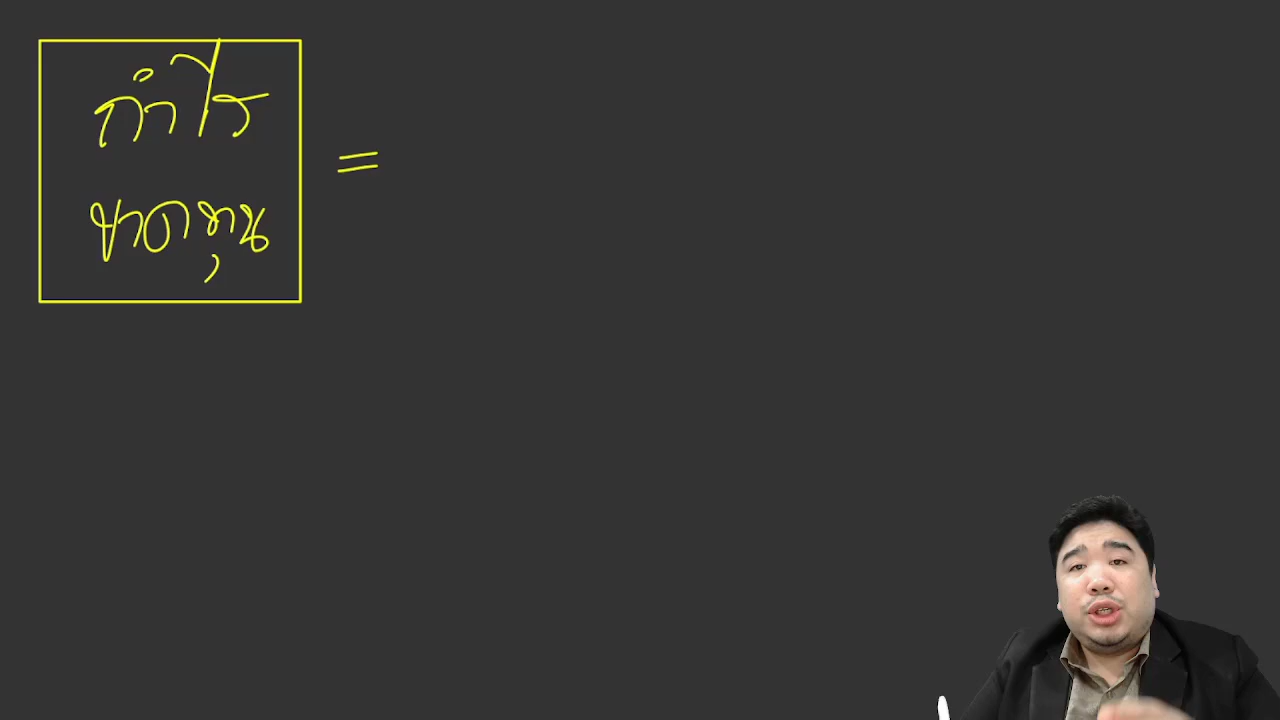 กำไร
ขาดทุน
=